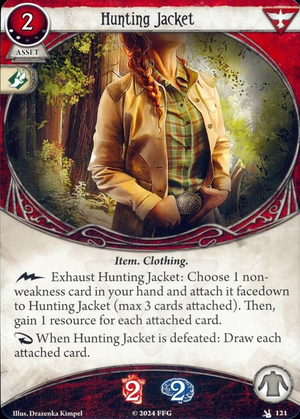 Hunting Jacket
2
ASSET
Item. Clothing.
Exhaust Hunting Jacket: Choose 1 non-
weakness card in your hand and attach it facedown
to Hunting Jacket (max 3 cards attached). Then,
gain 1 resource for each attached card.
When Hunting Jacket is defeated: Draw each
attached card.
2 2
Illus. Drazenka Kimpel © 2024 FFG 121